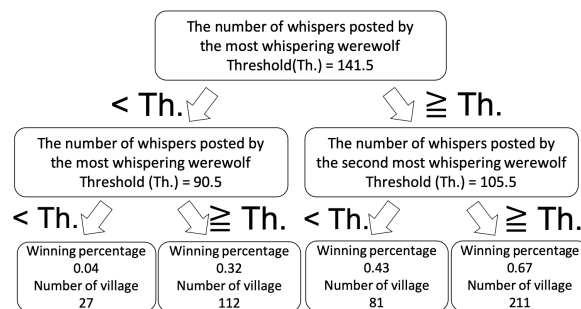 The number of whispers posted by
the most whispering werewolf
Threshold(Th.) = 141.5
< Th.
≧ Th.
The number of whispers posted by
the most whispering werewolf
Threshold (Th.) = 90.5
The number of whispers posted by
the second most whispering werewolf
Threshold (Th.) = 105.5
< Th.
≧ Th.
< Th.
≧ Th.
Winning percentage
0.04
Number of village
27
Winning percentage
0.32
Number of village
112
Winning percentage
0.43
Number of village
81
Winning percentage
0.67
Number of village
211